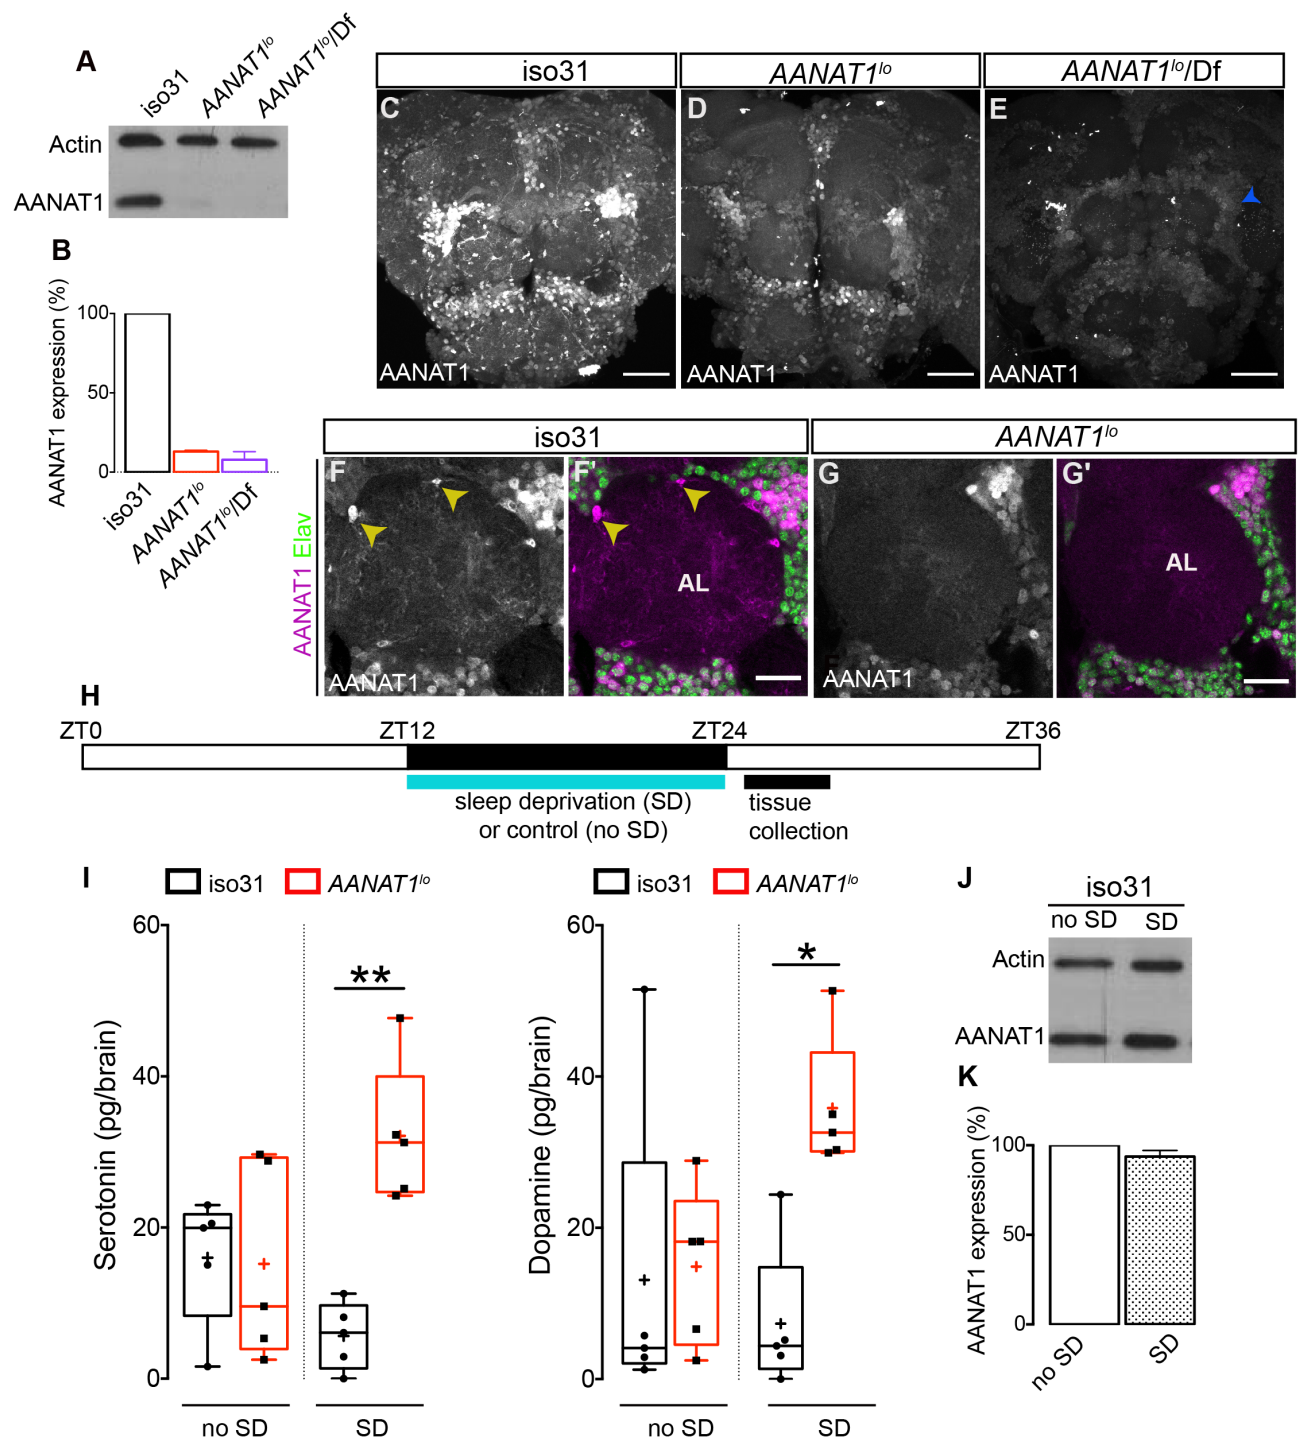 A
iso31
AANAT1lo
AANAT1lo/Df
Actin
AANAT1
B
AANAT1 expression (%)
100
50
0
iso31
AANAT1lo
AANAT1lo/Df
iso31
AANAT1lo
AANAT1lo/Df
C
D
E
AANAT1
AANAT1
AANAT1
iso31
AANAT1lo
AANAT1 Elav
F
F'
G
G'
AL
AL
AANAT1
AANAT1
H
ZT0
ZT12
ZT24
ZT36
sleep deprivation (SD)
or control (no SD)
tissue
collection
I
iso31
AANAT1lo
Serotonin (pg/brain)
60
40
20
0
**
no SD
SD
iso31
AANAT1lo
Dopamine (pg/brain)
60
40
20
0
*
no SD
SD
J
iso31
no SD
SD
Actin
AANAT1
K
AANAT1 expression (%)
100
50
0
no SD
SD